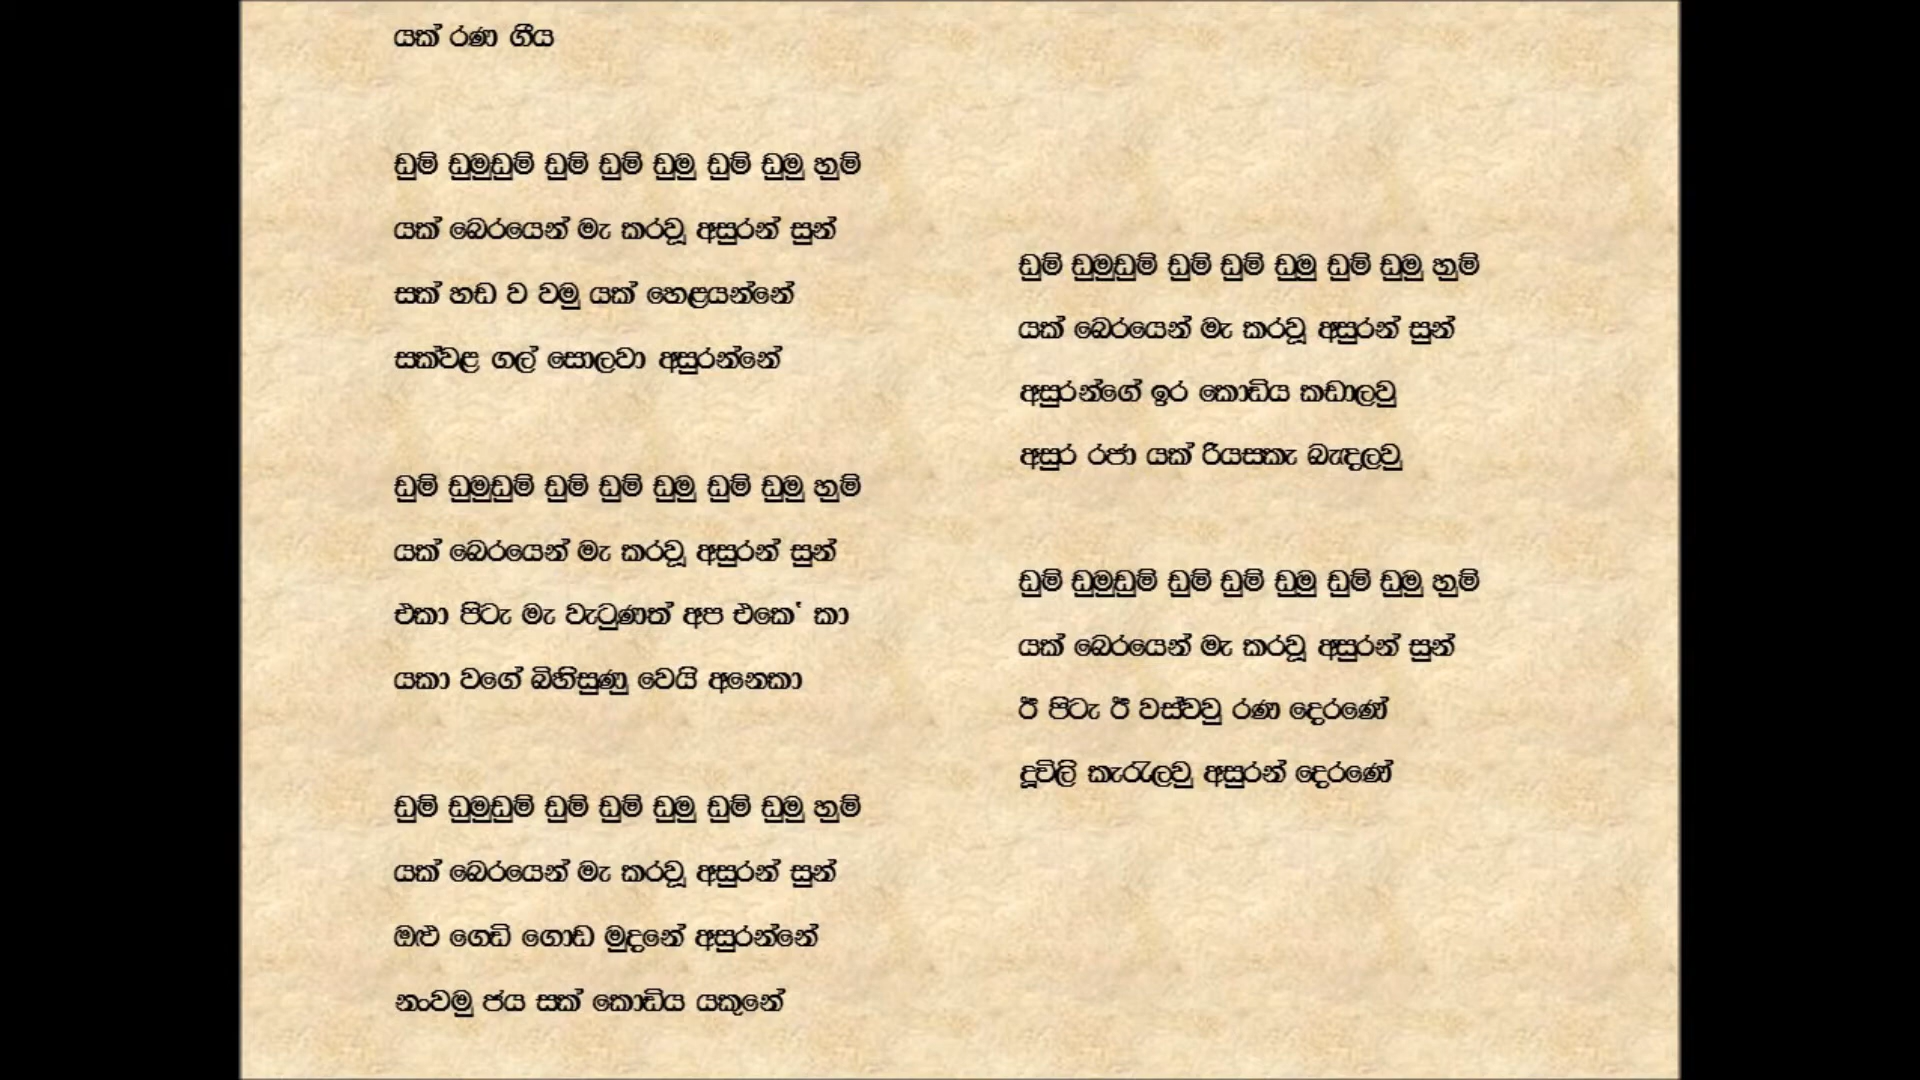 යක් රණ ගීය
ඩුම් ඩුමුඩුම් ඩුම් ඩුම් ඩුමු ඩුම් ඩුමු හුම්
යක් බෙරයෙන් මැ කරවූ අසුරන් සුන්
සක් හඬ ව වමු යක් හෙළයන්නේ
සක්වළ ගල් සොලවා අසුරන්නේ
ඩුම් ඩුමුඩුම් ඩුම් ඩුම් ඩුමු ඩුම් ඩුමු හුම්
යක් බෙරයෙන් මැ කරවූ අසුරන් සුන්
එකා පිටැ මැ වැටුණත් අප එකේ කා
යකා වගේ බිහිසුණු වෙයි අනෙකා
ඩුම් ඩුමුඩුම් ඩුම් ඩුම් ඩුමු ඩුම් ඩුමු හුම්
යක් බෙරයෙන් මැ කරවූ අසුරන් සුන්
ඔළු ගෙඩි ගොඩ මුදනේ අසුරන්නේ
නංවමු ජය සක් කොඩිය යකුනේ
ඩුම් ඩුමුඩුම් ඩුම් ඩුම් ඩුමු ඩුම් ඩුමු හුම්
යක් බෙරයෙන් මැ කරවූ අසුරන් සුන්
අසුරන්ගේ ඉර කොඩිය කඩාලවු
අසුර රජා යක් රියසකැ බැඳලවු
ඩුම් ඩුමුඩුම් ඩුම් ඩුම් ඩුමු ඩුම් ඩුමු හුම්
යක් බෙරයෙන් මැ කරවූ අසුරන් සුන්
ඊ පිටැ ඊ වස්වවු රණ දෙරණේ
දූවිලි කැරැලවු අසුරන් දෙරණේ